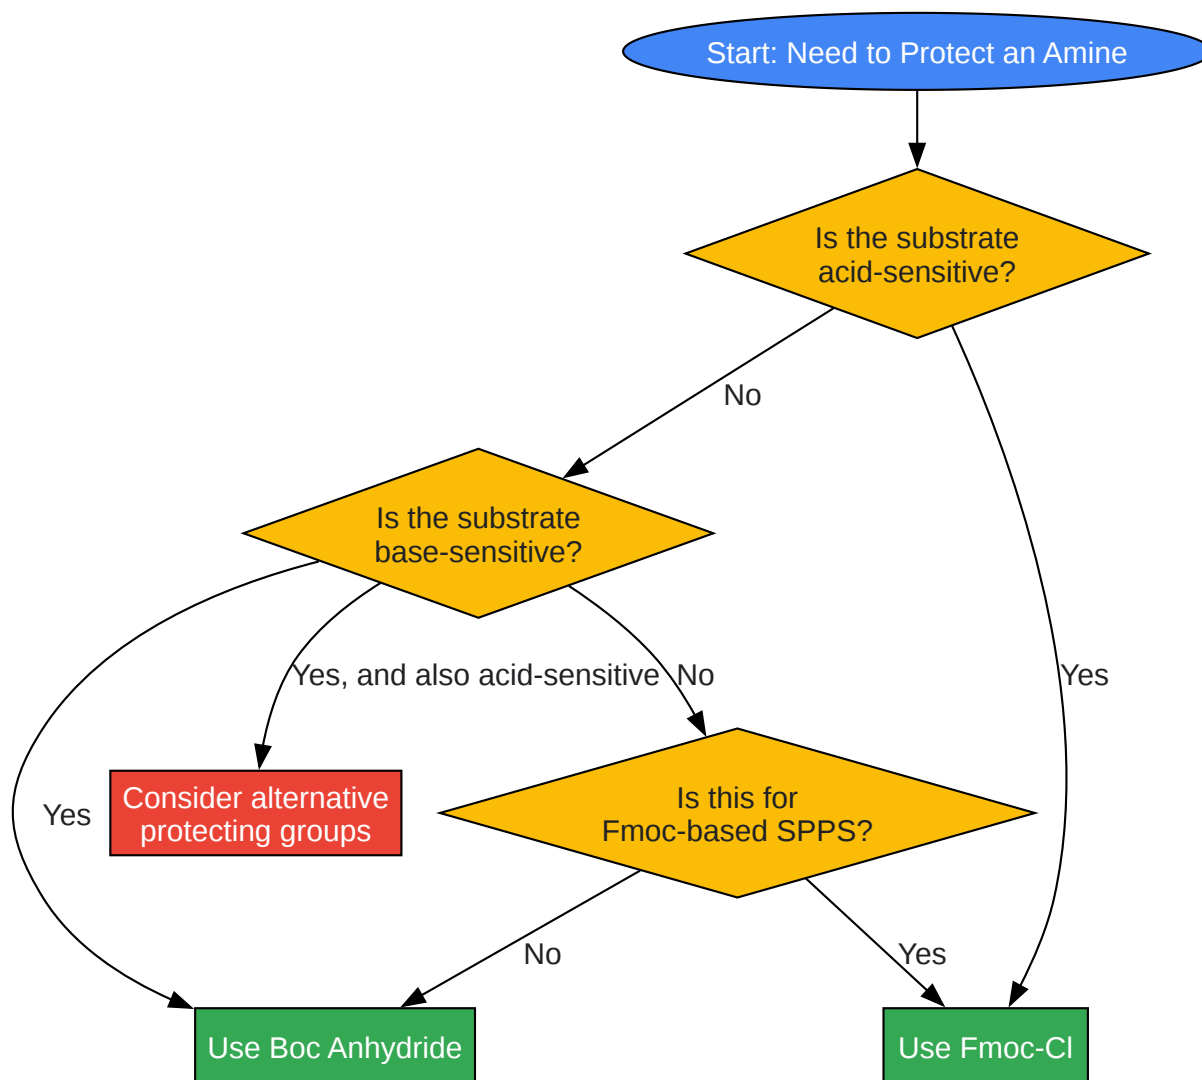 Start: Need to Protect an Amine
Is the substrate
acid-sensitive?
No
Is the substrate
base-sensitive?
Yes, and also acid-sensitive
No
Yes
Consider alternative
protecting groups
Yes
Is this for
Fmoc-based SPPS?
No
Yes
Use Boc Anhydride
Use Fmoc-Cl